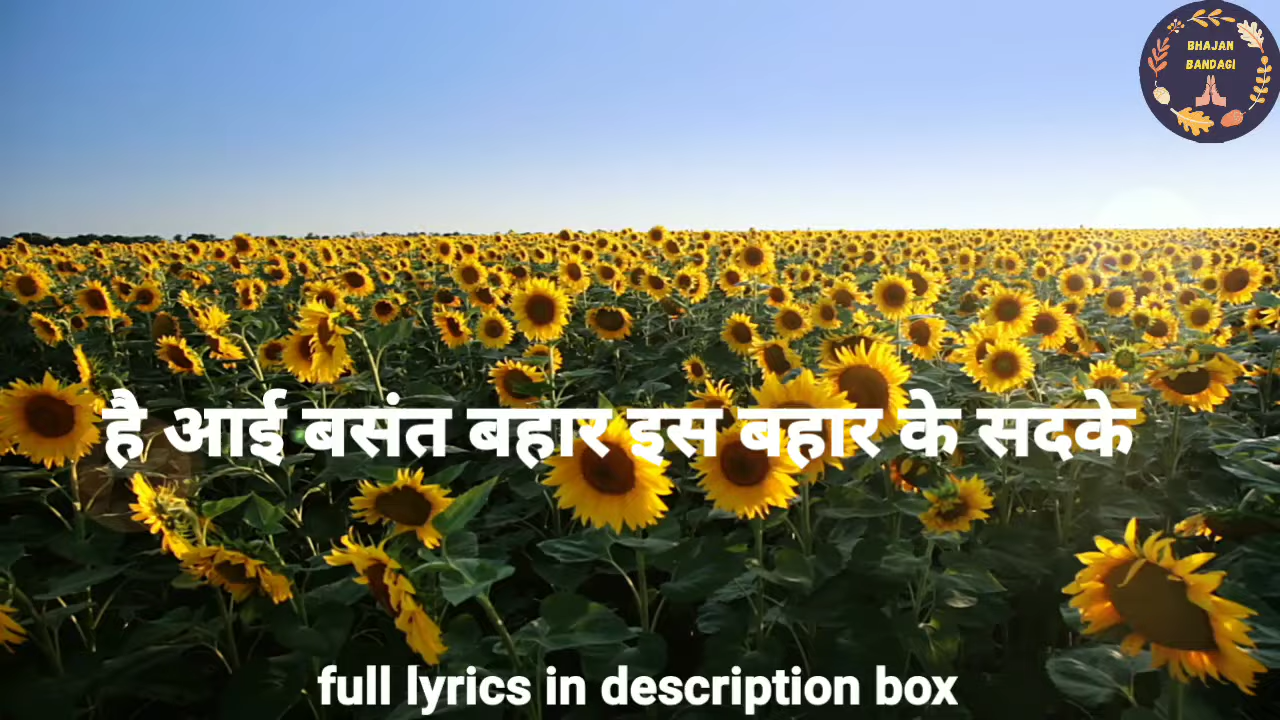 BHAJAN
BANDAGI
है आई बसंत बहार इस बहार के सदके
full lyrics in description box